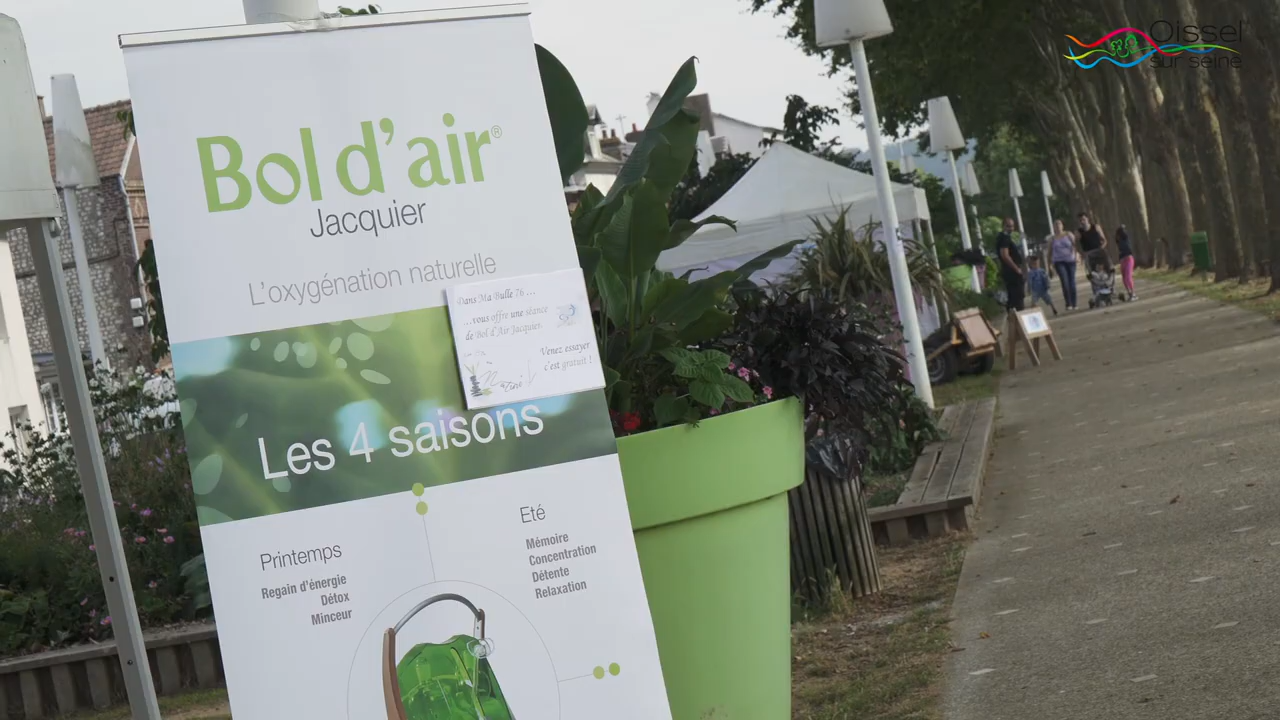 Oissel
sur seine
Bol d'air®
Jacquier
L'oxygénation naturelle
Dans Ma Bulle 76 ...
...vous offre une séance
de Bol d'Air Jacquier.
Venez essayer
c'est gratuit !
Les 4 saisons
Printemps
Regain d'énergie
Détox
Minceur
Eté
Mémoire
Concentration
Détente
Relaxation